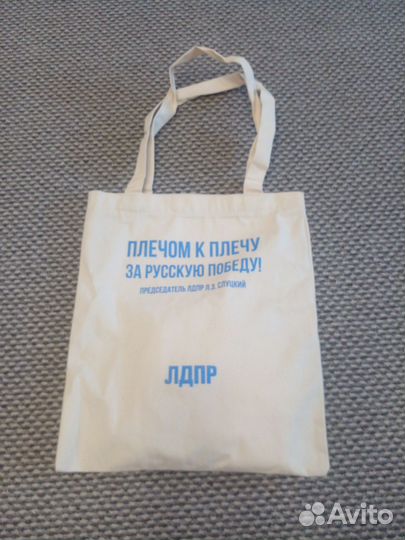 ПЛЕЧОМ К ПЛЕЧУ
ЗА РУССКУЮ ПОБЕДУ!
ПРЕДСЕДАТЕЛЬ ЛДПР Л.Э. СЛУЦКИЙ
ЛДПР
Avito